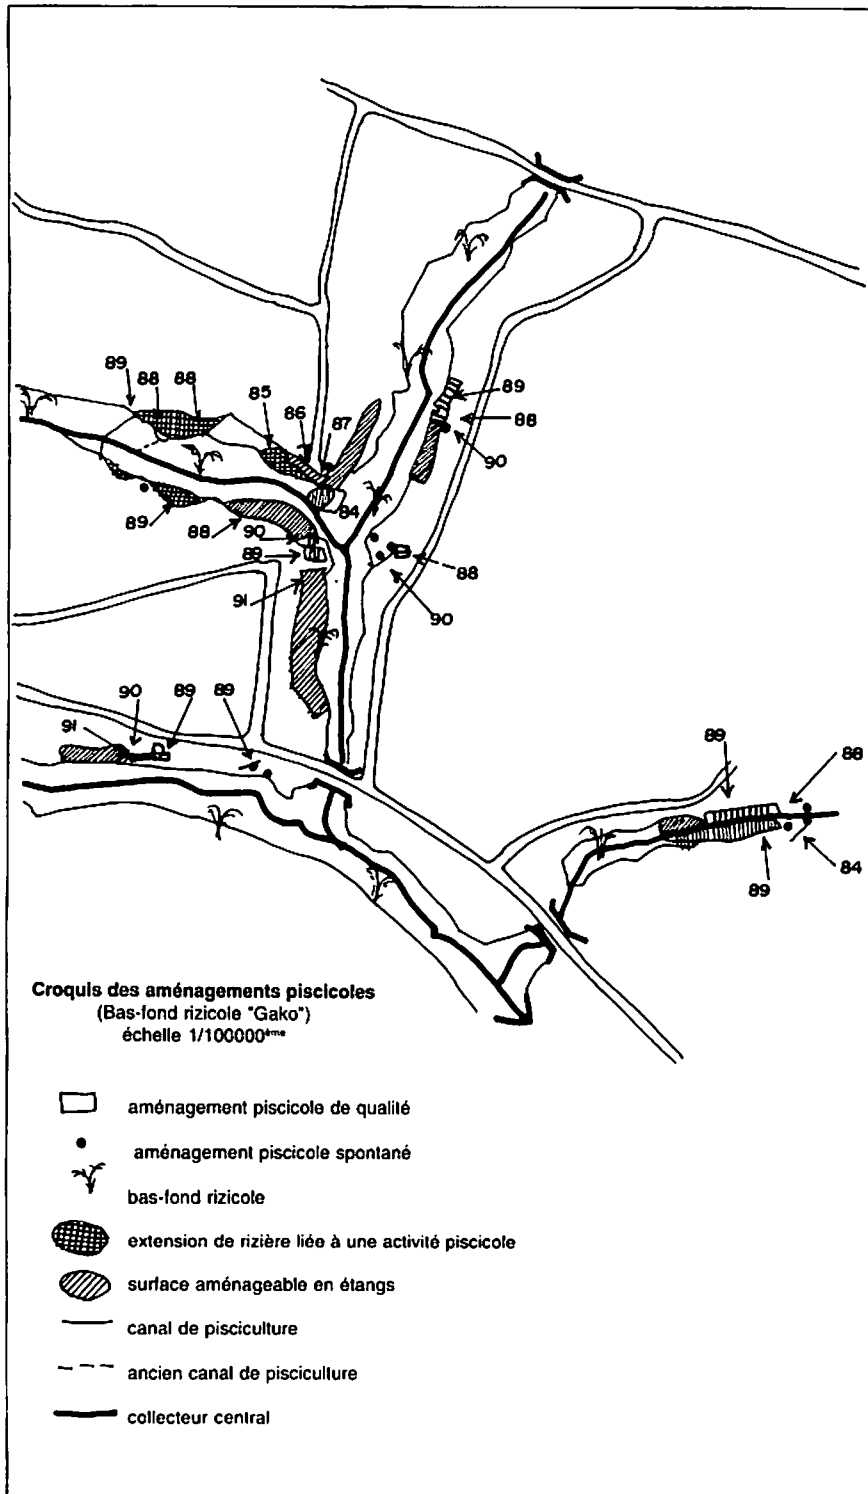 89
88
88
85
86
87
89
88
90
84
89
88
90
89
91
88
90
90
89
89
91
89
88
84
89
Croquis des aménagements piscicoles
(Bas-fond rizicole "Gako")
échelle 1/100000ème
aménagement piscicole de qualité
aménagement piscicole spontané
bas-fond rizicole
extension de rizière liée à une activité piscicole
surface aménageable en étangs
canal de pisciculture
ancien canal de pisciculture
collecteur central